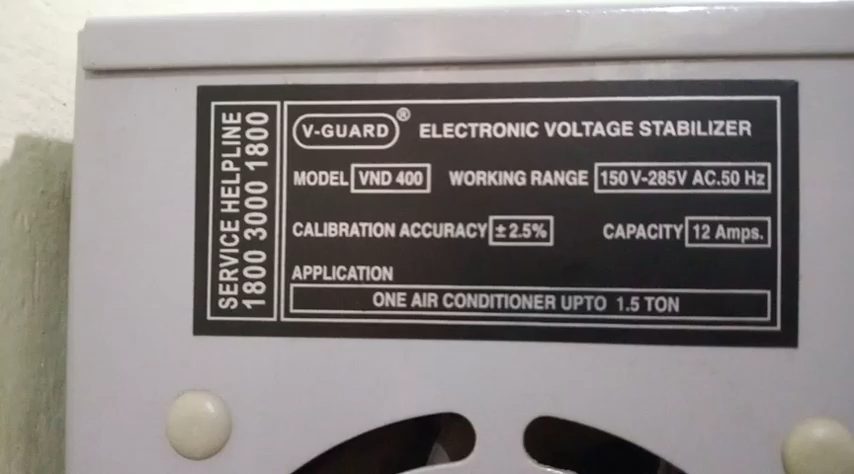 SERVICE HELPLINE
1800 3000 1800
V-GUARD® ELECTRONIC VOLTAGE STABILIZER
MODEL VND 400 WORKING RANGE 150V-285V AC.50 Hz
CALIBRATION ACCURACY ±2.5% CAPACITY 12 Amps.
APPLICATION
ONE AIR CONDITIONER UPTO 1.5 TON